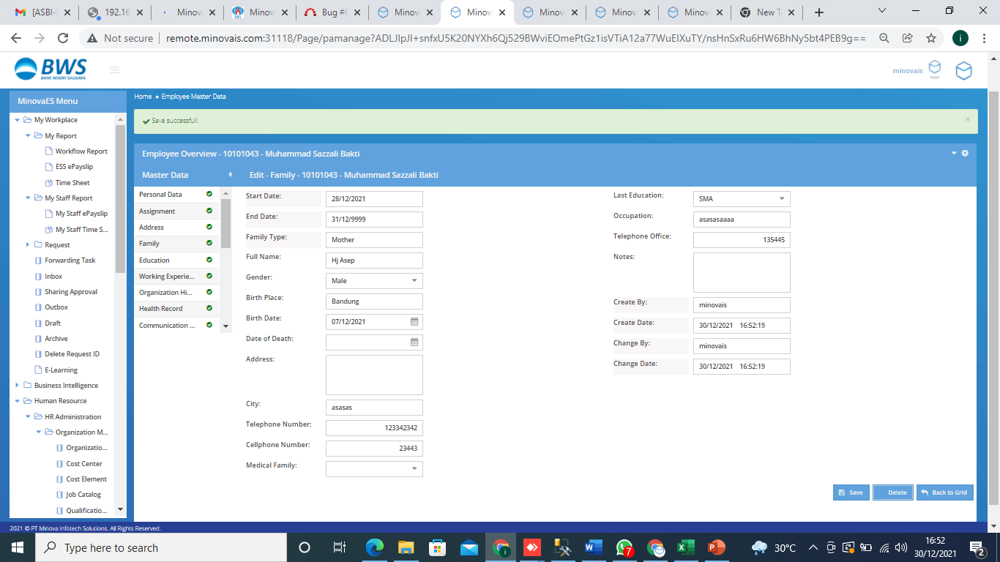 [ASBI-
192.16
Minov
Minov
Bug #
Minov
Minov
Minov
Minov
Minov
New T
Not secure
remote.minovais.com:31118/Page/pamanage?ADLJIpJI+snfxU5K20NYXh6Qj529BWviEOmePtGz1isVTiA12a77WuEIXuTY/nsHnSxRu6HW6BhNy5bt4PEB9g==
i
BWS
BANK WOORI SAUDARA
minovais
MinovaES Menu
Home • Employee Master Data
Save successfull.
My Workplace
My Report
Workflow Report
ESS ePayslip
Time Sheet
My Staff Report
My Staff ePayslip
My Staff Time S...
Request
Forwarding Task
Inbox
Sharing Approval
Outbox
Draft
Archive
Delete Request ID
E-Learning
Business Intelligence
Human Resource
HR Administration
Organization M...
Organizatio...
Cost Center
Cost Element
Job Catalog
Qualificatio...
Employee Overview - 10101043 - Muhammad Sazzali Bakti
Master Data
Edit - Family - 10101043 - Muhammad Sazzali Bakti
Personal Data
Assignment
Address
Family
Education
Working Experie...
Organization Hi...
Health Record
Communication ...
Start Date: 28/12/2021
End Date: 31/12/9999
Family Type: Mother
Full Name: Hj Asep
Gender: Male
Birth Place: Bandung
Birth Date: 07/12/2021
Date of Death:
Address:
City: asasas
Telephone Number: 123342342
Cellphone Number: 23443
Medical Family:
Last Education: SMA
Occupation: asasasaaaa
Telephone Office: 135445
Notes:
Create By: minovais
Create Date: 30/12/2021 16:52:19
Change By: minovais
Change Date: 30/12/2021 16:52:19
Save
Delete
Back to Grid
2021 © PT Minova Infotech Solutions. All Rights Reserved.
Type here to search
7
30°C
16:52
30/12/2021
2